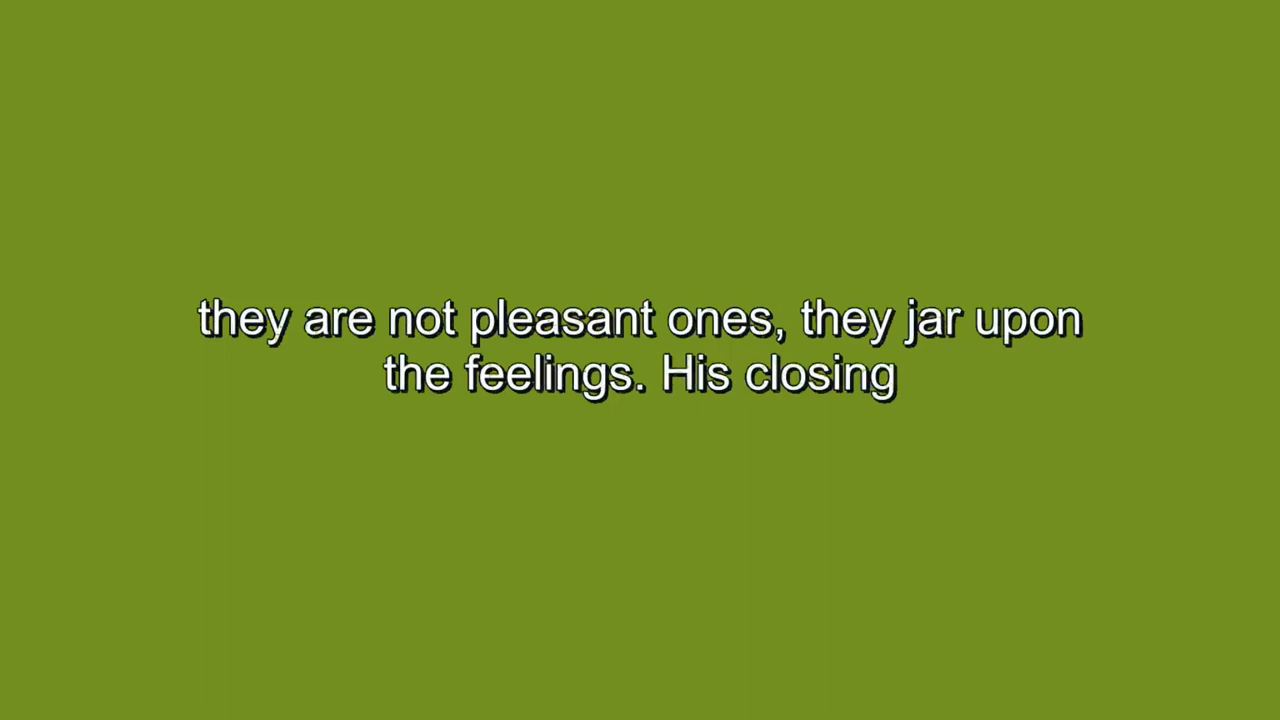 they are not pleasant ones, they jar upon
the feelings. His closing